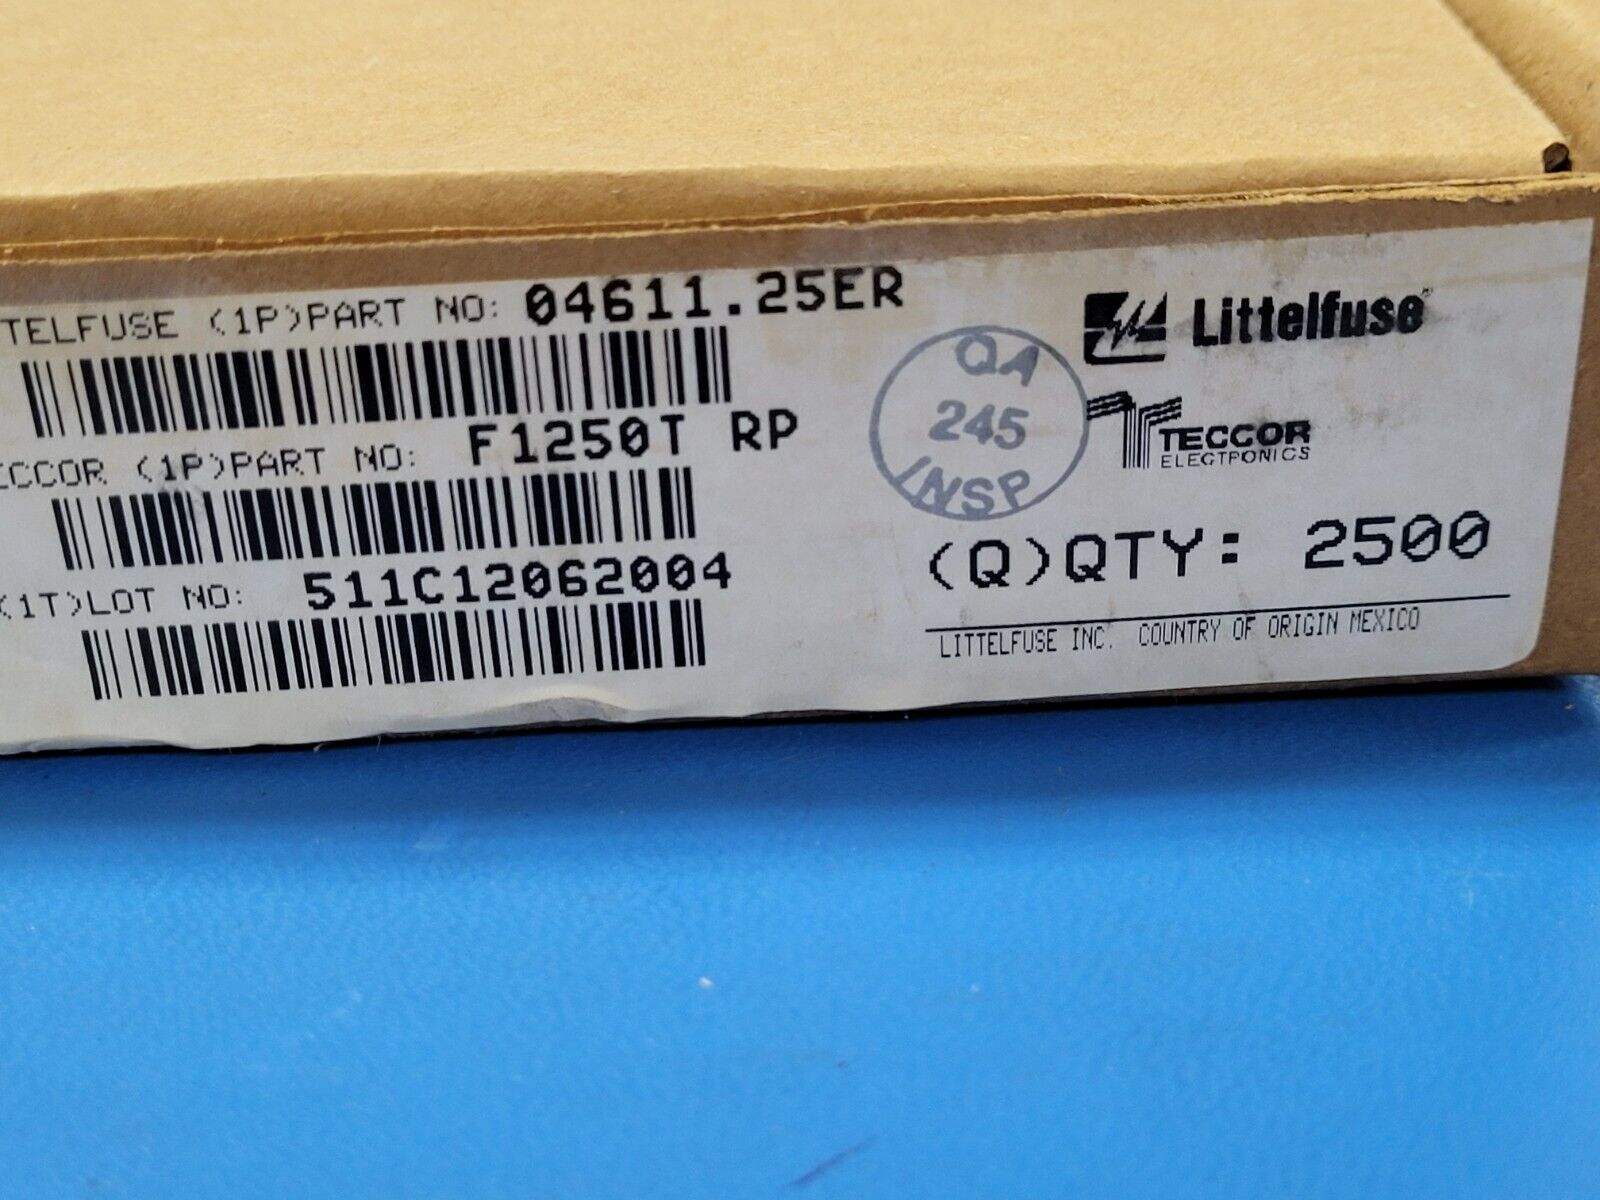 TTELFUSE (1P)PART NO: 04611.25ER
ECCOR (1P)PART NO: F1250T RP
(1T)LOT NO: 511C12062004
QA
245
INSP
Littelfuse®
TECCOR
ELECTRONICS
(Q)QTY: 2500
LITTELFUSE INC. COUNTRY OF ORIGIN MEXICO